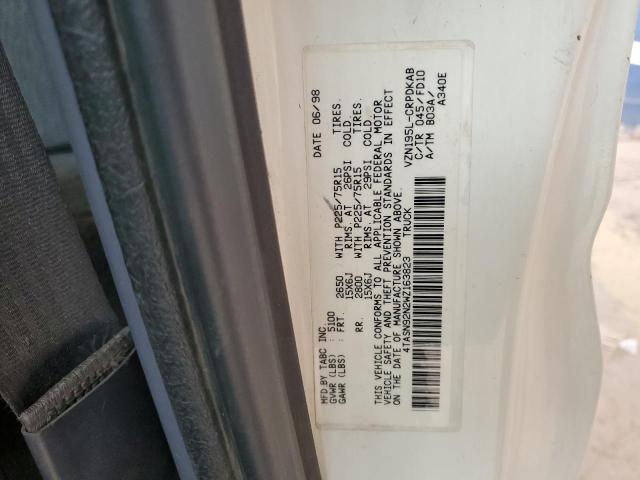 MFD.BY TABC INC. DATE 06/98
GVWR (LBS) : 5100
GAWR (LBS) : FRT. 2650 WITH P225/75R15 TIRES.
15X6J RIMS. AT 26PSI COLD.
RR. 2800 WITH P225/75R15 TIRES.
15X6J RIMS. AT 29PSI COLD.
THIS VEHICLE CONFORMS TO ALL APPLICABLE FEDERAL MOTOR
VEHICLE SAFETY AND THEFT PREVENTION STANDARDS IN EFFECT
ON THE DATE OF MANUFACTURE SHOWN ABOVE.
4TASN92N2WZ163823 TRUCK
VZN195L-CRPDKAB
C/TR 045/FD10
A/TM B03A/
A340E